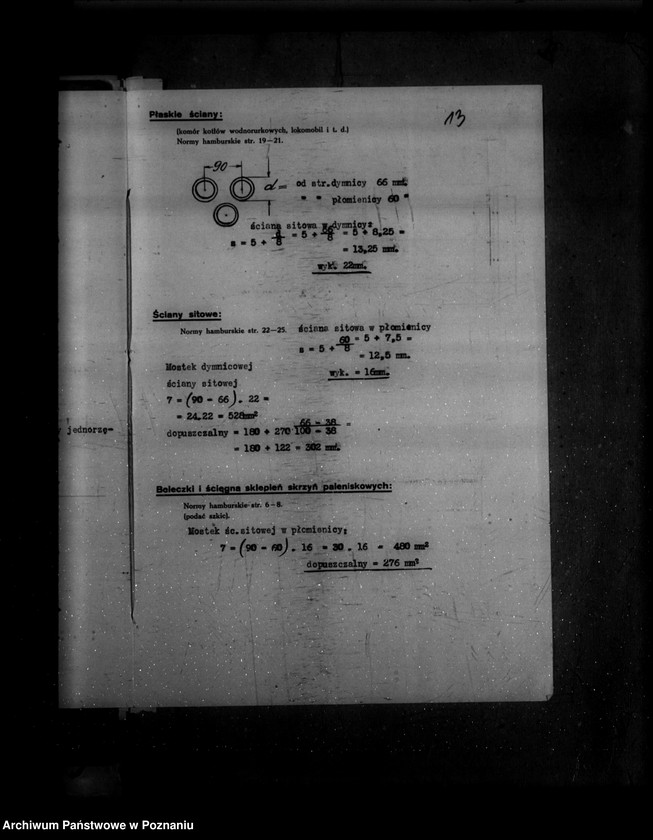 13
Płaskie ściany:
(komór kotłów wodnorurkowych, lokomobil i t. d.)
Normy hamburskie str. 19—21.
90
d = od str.dymnicy 66 mm.
" " płomienicy 60 "
ściana sitowa w dymnicy:
s = 5 + d/8 = 5 + 66/8 = 5 + 8,25 =
= 13,25 mm.
wyk. 22mm.
Ściany sitowe:
Normy hamburskie str. 22—25.
ściana sitowa w płomienicy
s = 5 + 60/8 = 5 + 7,5 =
= 12,5 mm.
wyk. = 16mm.
Mostek dymnicowej
ściany sitowej
7 = (90 - 66) . 22 =
= 24.22 = 528mm²
dopuszczalny = 180 + 270 66 - 38 / 100 - 38 =
= 180 + 122 = 302 mm².
jednorzę=
Beleczki i ścięgna sklepień skrzyń paleniskowych:
Normy hamburskie str. 6—8.
(podać szkic).
Mostek śc.sitowej w płomienicy:
7 = (90 - 60) . 16 = 30 . 16 = 480 mm²
dopuszczalny = 276 mm²
Archiwum Państwowe w Poznaniu